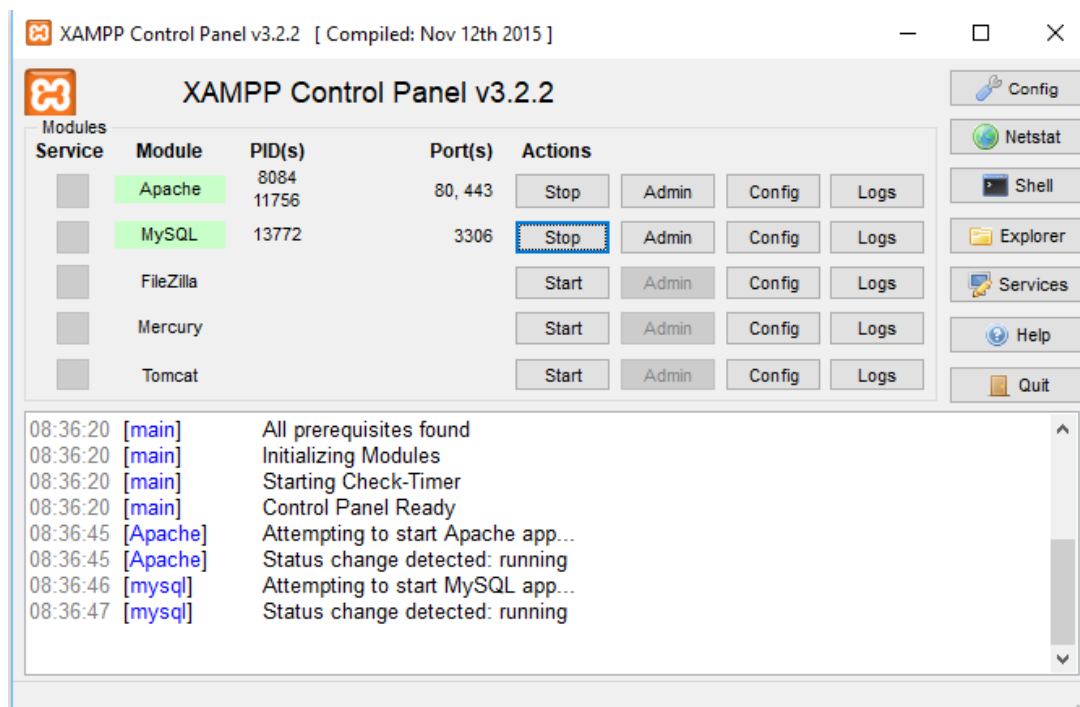 XAMPP Control Panel v3.2.2 [ Compiled: Nov 12th 2015 ]
XAMPP Control Panel v3.2.2
Config
Modules
Netstat
Service Module PID(s) Port(s) Actions
Apache 8084 11756 80, 443 Stop Admin Config Logs
Shell
MySQL 13772 3306 Stop Admin Config Logs
Explorer
FileZilla Start Admin Config Logs
Services
Mercury Start Admin Config Logs
Help
Tomcat Start Admin Config Logs
Quit
08:36:20 [main] All prerequisites found
08:36:20 [main] Initializing Modules
08:36:20 [main] Starting Check-Timer
08:36:20 [main] Control Panel Ready
08:36:45 [Apache] Attempting to start Apache app...
08:36:45 [Apache] Status change detected: running
08:36:46 [mysql] Attempting to start MySQL app...
08:36:47 [mysql] Status change detected: running